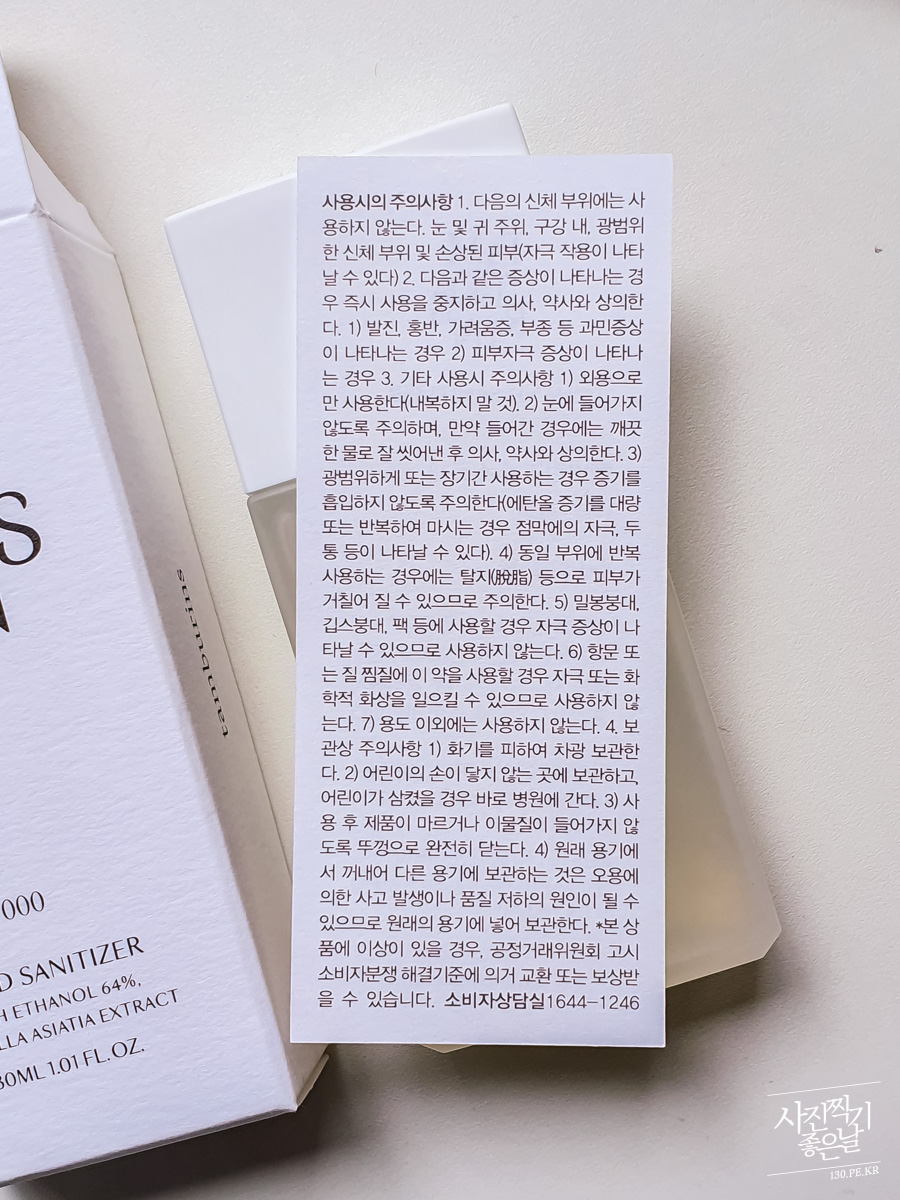 사용시의 주의사항 1. 다음의 신체 부위에는 사
용하지 않는다. 눈 및 귀 주위, 구강 내, 광범위
한 신체 부위 및 손상된 피부(자극 작용이 나타
날 수 있다) 2. 다음과 같은 증상이 나타나는 경
우 즉시 사용을 중지하고 의사, 약사와 상의한
다. 1) 발진, 홍반, 가려움증, 부종 등 과민증상
이 나타나는 경우 2) 피부자극 증상이 나타나
는 경우 3. 기타 사용시 주의사항 1) 외용으로
만 사용한다(내복하지 말 것). 2) 눈에 들어가지
않도록 주의하며, 만약 들어간 경우에는 깨끗
한 물로 잘 씻어낸 후 의사, 약사와 상의한다. 3)
광범위하게 또는 장기간 사용하는 경우 증기를
흡입하지 않도록 주의한다(에탄올 증기를 대량
또는 반복하여 마시는 경우 점막에의 자극, 두
통 등이 나타날 수 있다). 4) 동일 부위에 반복
사용하는 경우에는 탈지(脫脂) 등으로 피부가
거칠어 질 수 있으므로 주의한다. 5) 밀봉붕대,
깁스붕대, 팩 등에 사용할 경우 자극 증상이 나
타날 수 있으므로 사용하지 않는다. 6) 항문 또
는 질 찜질에 이 약을 사용할 경우 자극 또는 화
학적 화상을 일으킬 수 있으므로 사용하지 않
는다. 7) 용도 이외에는 사용하지 않는다. 4. 보
관상 주의사항 1) 화기를 피하여 차광 보관한
다. 2) 어린이의 손이 닿지 않는 곳에 보관하고,
어린이가 삼켰을 경우 바로 병원에 간다. 3) 사
용 후 제품이 마르거나 이물질이 들어가지 않
도록 뚜껑으로 완전히 닫는다. 4) 원래 용기에
서 꺼내어 다른 용기에 보관하는 것은 오용에
의한 사고 발생이나 품질 저하의 원인이 될 수
있으므로 원래의 용기에 넣어 보관한다. *본 상
품에 이상이 있을 경우, 공정거래위원회 고시
소비자분쟁 해결기준에 의거 교환 또는 보상받
을 수 있습니다. 소비자상담실1644-1246
S
tamburins
000
D SANITIZER
H ETHANOL 64%,
LLA ASIATIA EXTRACT
30ML 1.01 FL.OZ.
사진찍기
좋은날
130.PE.KR